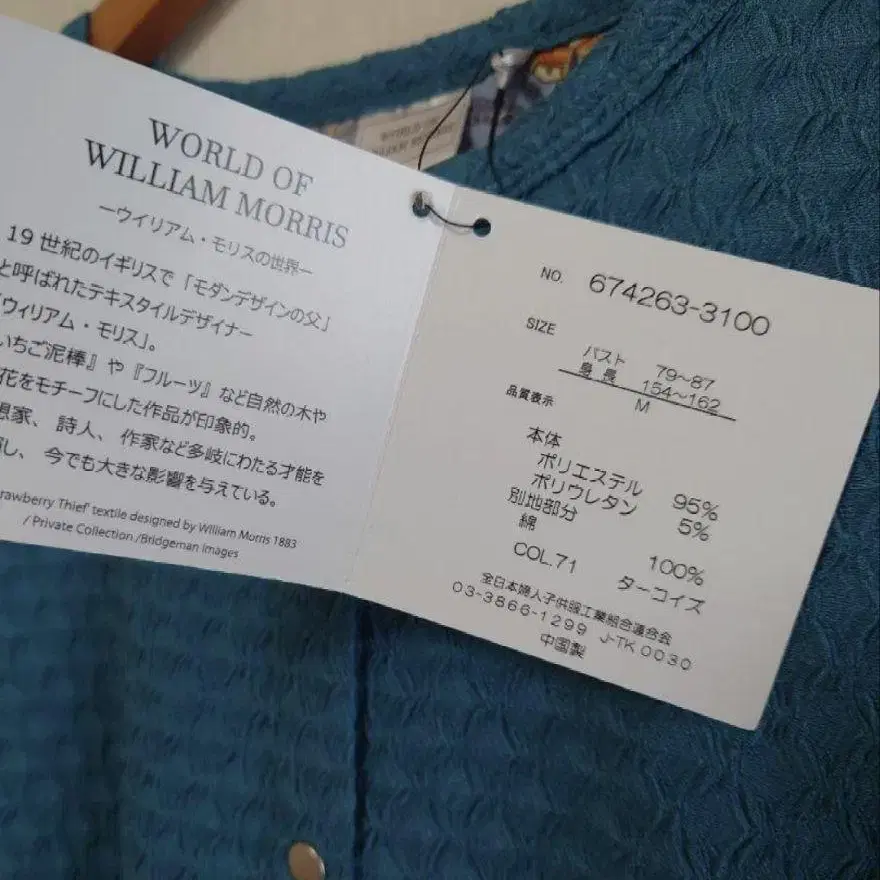 WORLD OF
WILLIAM MORRIS
ーウイリアム・モリスの世界ー
19世紀のイギリスで「モダンデザインの父」
と呼ばれたテキスタイルデザイナー
「ウィリアム・モリス」。
いちご泥棒』や『フルーツ』など自然の木や
花をモチーフにした作品が印象的。
想家、詩人、作家など多岐にわたる才能を
し、今でも大きな影響を与えている。
rawberry Thief' textile designed by William Morris 1883
/ Private Collection /Bridgeman Images
NO. 674263-3100
SIZE
バスト 79~87
身長 154~162
M
品質表示
本体
ポリエステル 95%
ポリウレタン 5%
別地部分
綿 100%
COL.71 ターコイズ
全日本婦人子供服工業組合連合会
03-3866-1299 J-TK 0030
中国製
WORLD OF
WILLIAM MORRIS